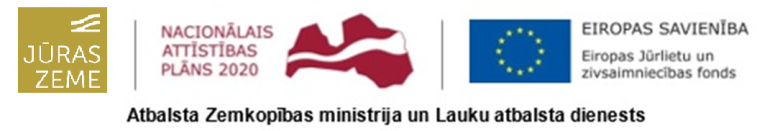 JŪRAS
ZEME
NACIONĀLAIS
ATTĪSTĪBAS
PLĀNS 2020
EIROPAS SAVIENĪBA
Eiropas Jūrlietu un
zivsaimniecības fonds
Atbalsta Zemkopības ministrija un Lauku atbalsta dienests